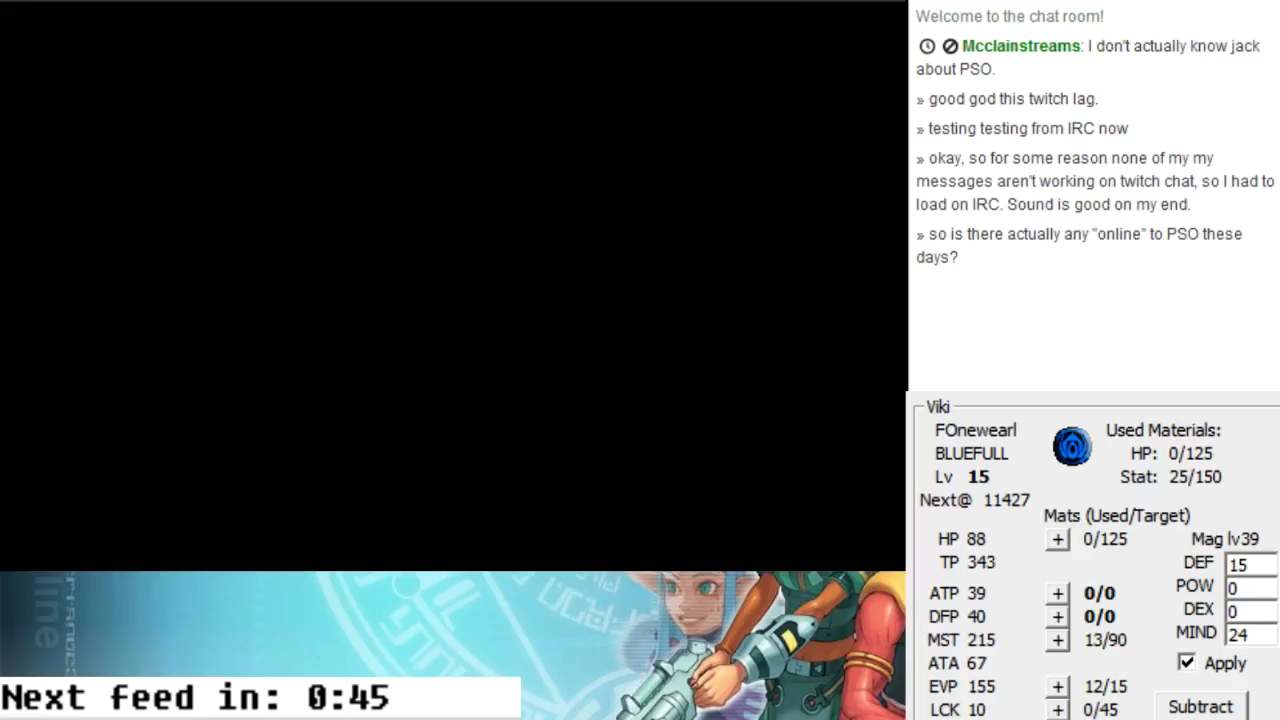 Welcome to the chat room!
Mcclainstreams: I don't actually know jack
about PSO.
» good god this twitch lag.
» testing testing from IRC now
» okay, so for some reason none of my my
messages aren't working on twitch chat, so I had to
load on IRC. Sound is good on my end.
» so is there actually any "online" to PSO these
days?
Viki
FOnewearl
BLUEFULL
Lv 15
Next@ 11427
Used Materials:
HP: 0/125
Stat: 25/150
Mats (Used/Target)
HP 88 + 0/125
TP 343
ATP 39 + 0/0
DFP 40 + 0/0
MST 215 + 13/90
ATA 67
EVP 155 + 12/15
LCK 10 + 0/45
Mag lv39
DEF 15
POW 0
DEX 0
MIND 24
Apply
Subtract
line
Next feed in: 0:45